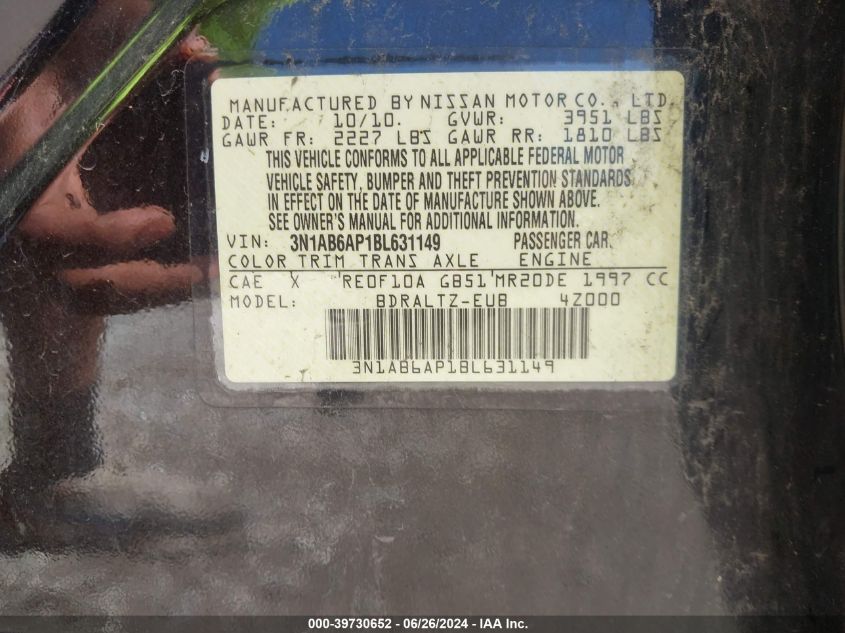 MANUFACTURED BY NISSAN MOTOR CO., LTD.
DATE: 10/10. GVWR: 3951 LBS
GAWR FR: 2227 LBS GAWR RR: 1810 LBS
THIS VEHICLE CONFORMS TO ALL APPLICABLE FEDERAL MOTOR
VEHICLE SAFETY, BUMPER AND THEFT PREVENTION STANDARDS
IN EFFECT ON THE DATE OF MANUFACTURE SHOWN ABOVE.
SEE OWNER'S MANUAL FOR ADDITIONAL INFORMATION.
VIN: 3N1AB6AP1BL631149 PASSENGER CAR
COLOR TRIM TRANS AXLE ENGINE
CAE X RE0F10A GB51 MR20DE 1997 CC
MODEL: BDRALTZ-EUB 4Z000
3N1AB6AP1BL631149
000-39730652 / 06/26/2024 - IAA Inc.